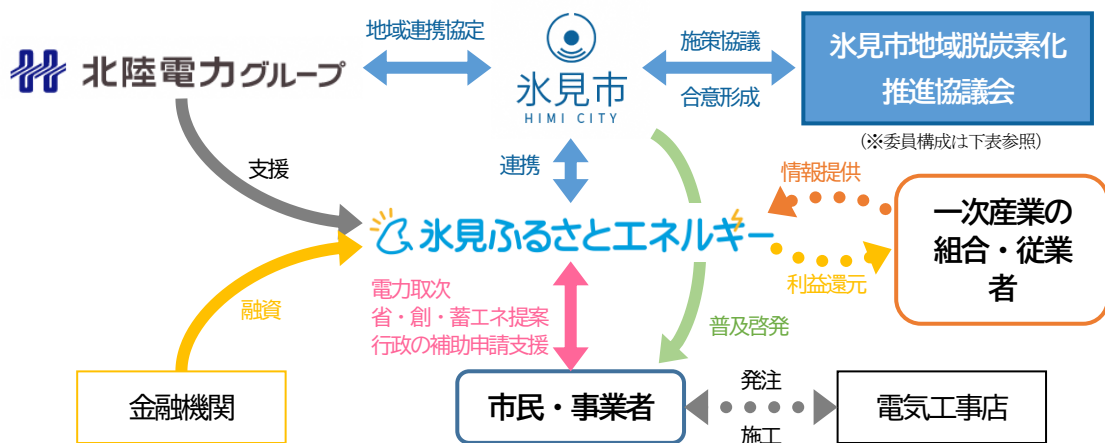 地域連携協定
北陸電力グループ
氷見市
HIMI CITY
施策協議
合意形成
氷見市地域脱炭素化
推進協議会
(※委員構成は下表参照)
支援
連携
情報提供
氷見ふるさとエネルギー
一次産業の
組合・従業
者
利益還元
融資
電力取次
省・創・蓄エネ提案
行政の補助申請支援
普及啓発
金融機関
市民・事業者
発注
施工
電気工事店